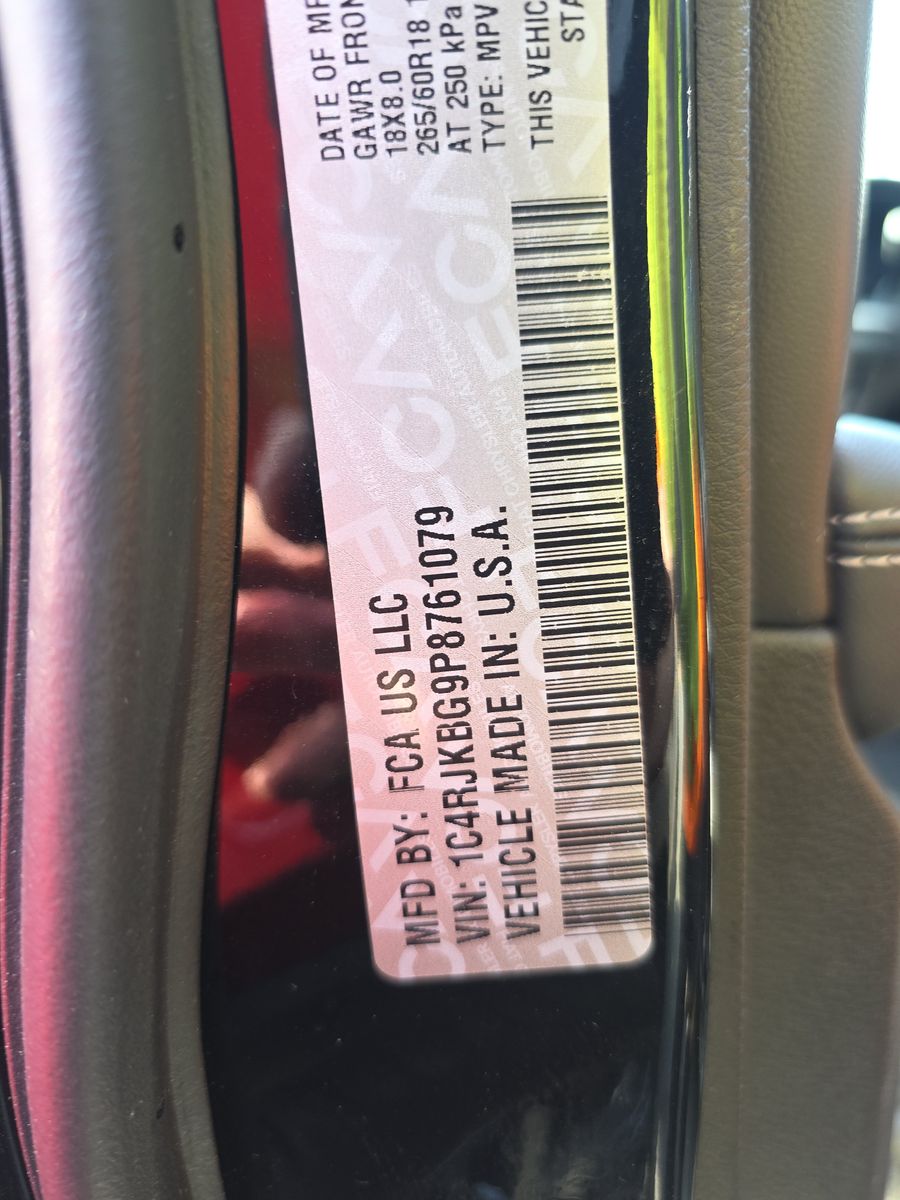 MFD BY: FCA US LLC
DATE OF MF
GAWR FRON
VIN: 1C4RJKBG9P8761079
18X8.0
265/60R18
VEHICLE MADE IN: U.S.A.
AT 250 kPa
TYPE: MPV
THIS VEHIC
STA